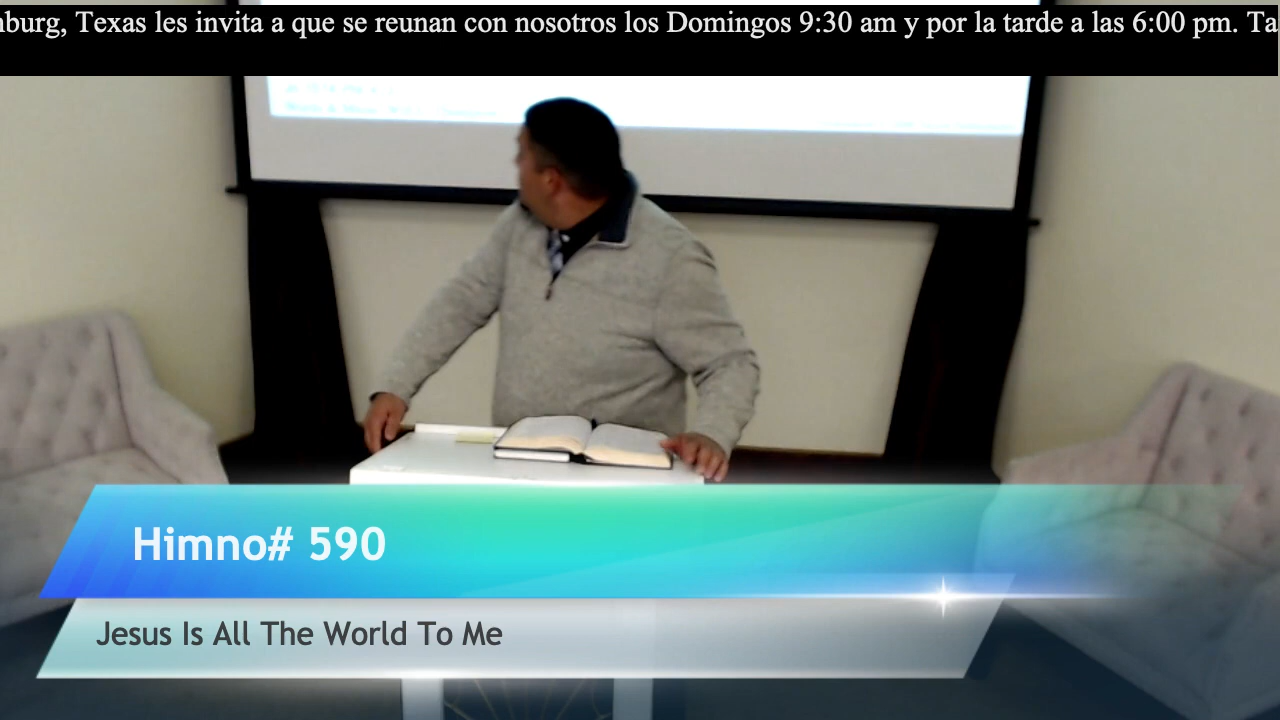 nburg, Texas les invita a que se reunan con nosotros los Domingos 9:30 am y por la tarde a las 6:00 pm. Ta
Himno# 590
Jesus Is All The World To Me